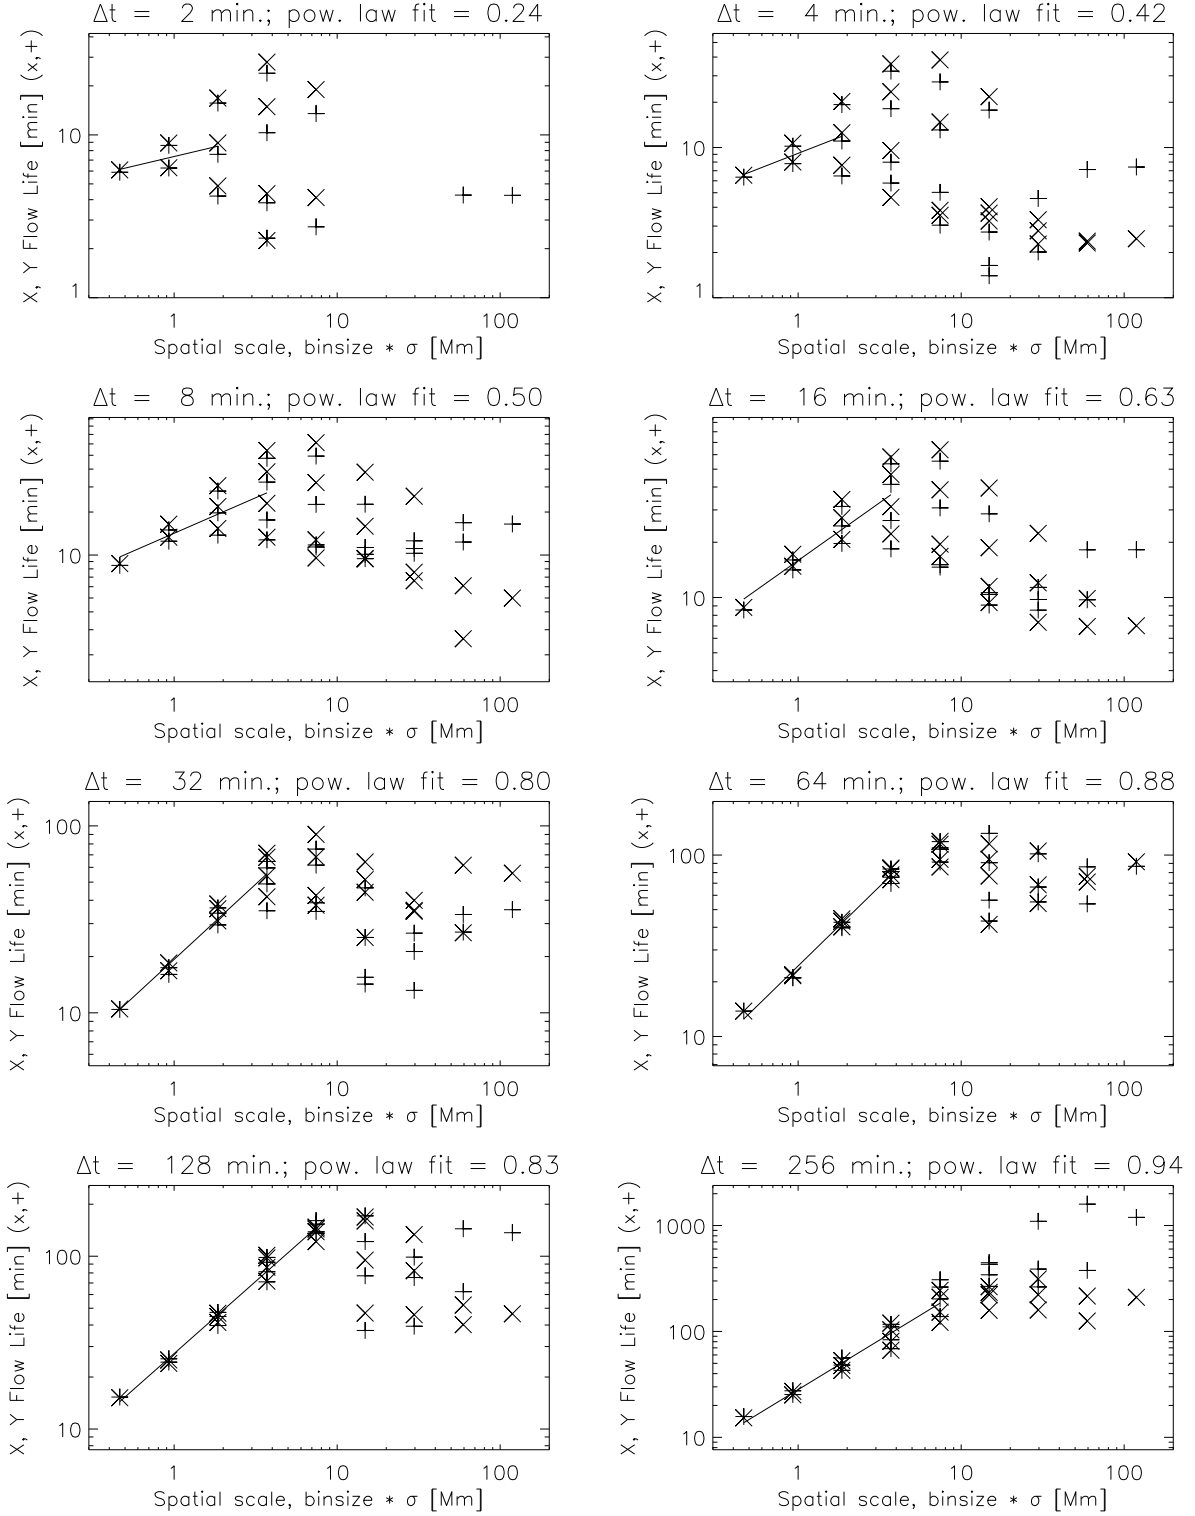 Δt = 2 min.; pow. law fit = 0.24
X, Y Flow Life [min] (x,+)
10
1
1 10 100
Spatial scale, binsize * σ [Mm]
Δt = 4 min.; pow. law fit = 0.42
X, Y Flow Life [min] (x,+)
10
1
1 10 100
Spatial scale, binsize * σ [Mm]
Δt = 8 min.; pow. law fit = 0.50
X, Y Flow Life [min] (x,+)
10
1 10 100
Spatial scale, binsize * σ [Mm]
Δt = 16 min.; pow. law fit = 0.63
X, Y Flow Life [min] (x,+)
10
1 10 100
Spatial scale, binsize * σ [Mm]
Δt = 32 min.; pow. law fit = 0.80
X, Y Flow Life [min] (x,+)
100
10
1 10 100
Spatial scale, binsize * σ [Mm]
Δt = 64 min.; pow. law fit = 0.88
X, Y Flow Life [min] (x,+)
100
10
1 10 100
Spatial scale, binsize * σ [Mm]
Δt = 128 min.; pow. law fit = 0.83
X, Y Flow Life [min] (x,+)
100
10
1 10 100
Spatial scale, binsize * σ [Mm]
Δt = 256 min.; pow. law fit = 0.94
X, Y Flow Life [min] (x,+)
1000
100
10
1 10 100
Spatial scale, binsize * σ [Mm]